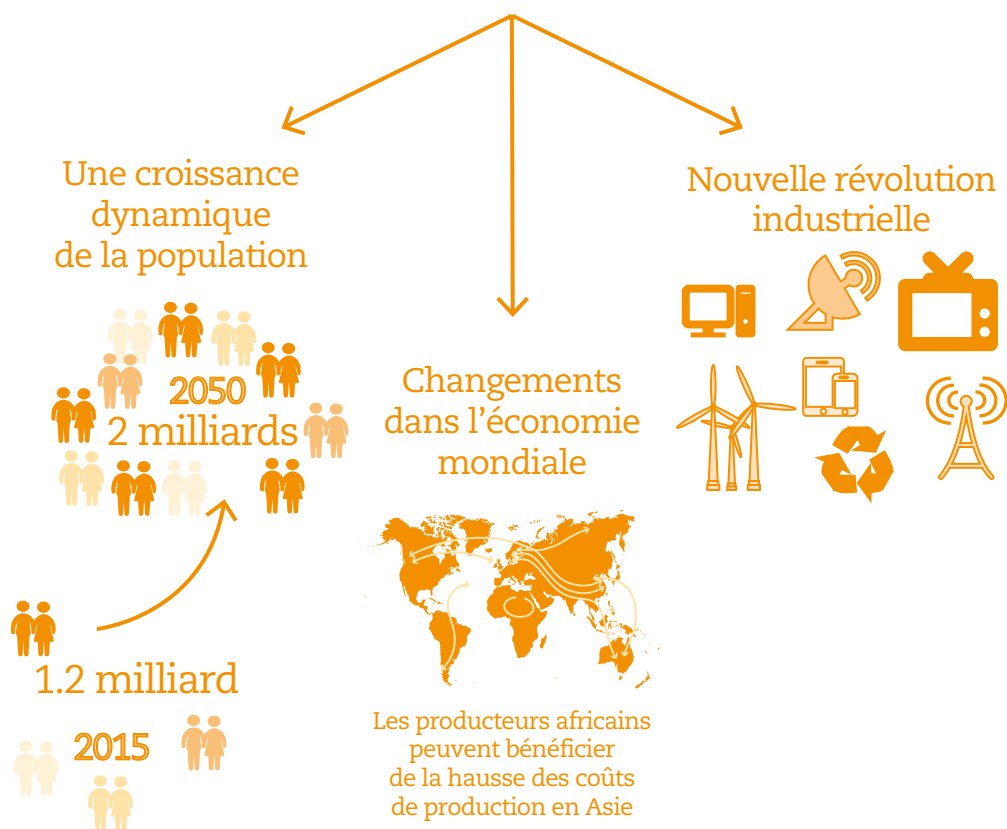 Une croissance
dynamique
de la population
2050
2 milliards
1.2 milliard
2015
Changements
dans l'économie
mondiale
Les producteurs africains
peuvent bénéficier
de la hausse des coûts
de production en Asie
Nouvelle révolution
industrielle